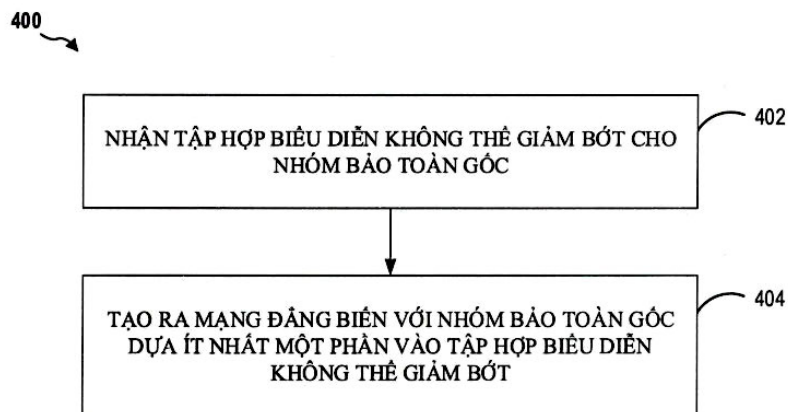 400
NHẬN TẬP HỢP BIỂU DIỄN KHÔNG THỂ GIẢM BỚT CHO
NHÓM BẢO TOÀN GỐC
402
TẠO RA MẠNG ĐẲNG BIẾN VỚI NHÓM BẢO TOÀN GỐC
DỰA ÍT NHẤT MỘT PHẦN VÀO TẬP HỢP BIỂU DIỄN
KHÔNG THỂ GIẢM BỚT
404